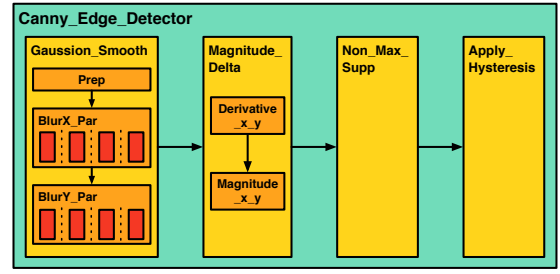 Canny_Edge_Detector
Gaussion_Smooth
Prep
BlurX_Par
BlurY_Par
Magnitude_
Delta
Derivative
_x_y
Magnitude
_x_y
Non_Max_
Supp
Apply_
Hysteresis